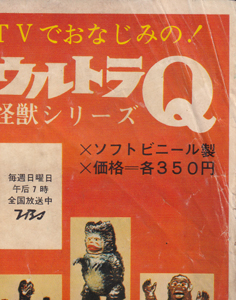 TVでおなじみの!
ウルトラQ
怪獣シリーズ
×ソフトビニール製
×価格=各350円
毎週日曜日
午后7時
全国放送中
TBS